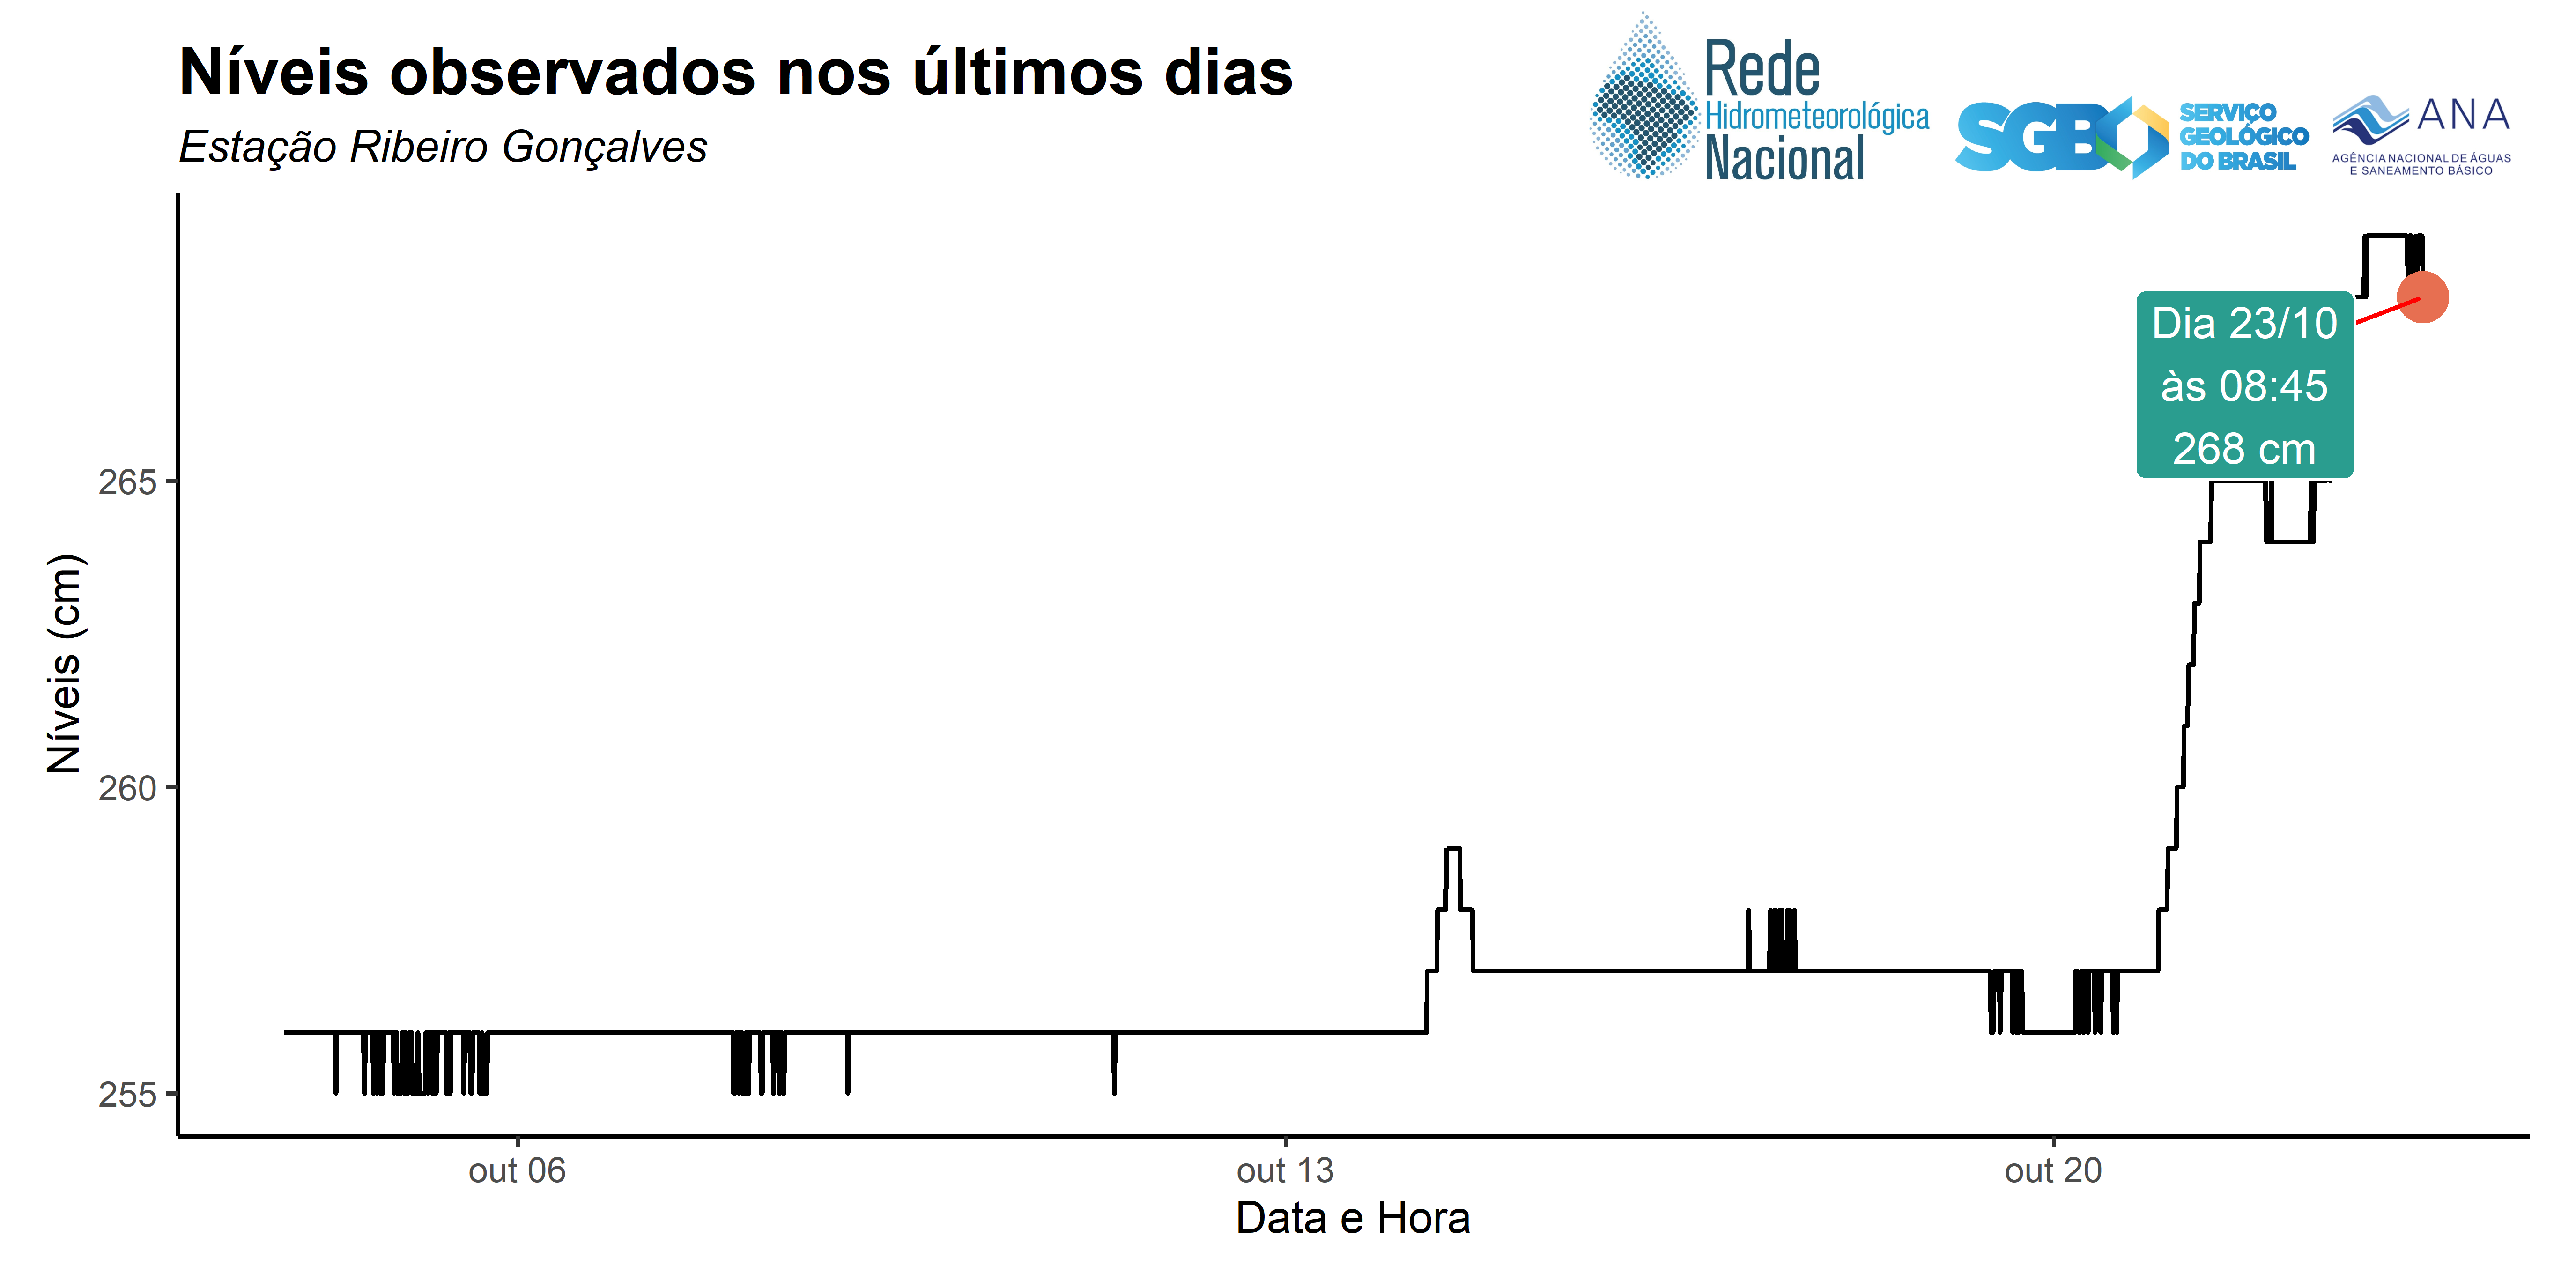 Níveis observados nos últimos dias
Estação Ribeiro Gonçalves
Rede
Hidrometeorológica
Nacional
SGB
SERVIÇO
GEOLÓGICO
DO BRASIL
ANA
AGÊNCIA NACIONAL DE ÁGUAS
E SANEAMENTO BÁSICO
Dia 23/10
às 08:45
268 cm
Níveis (cm)
265
260
255
out 06
out 13
out 20
Data e Hora